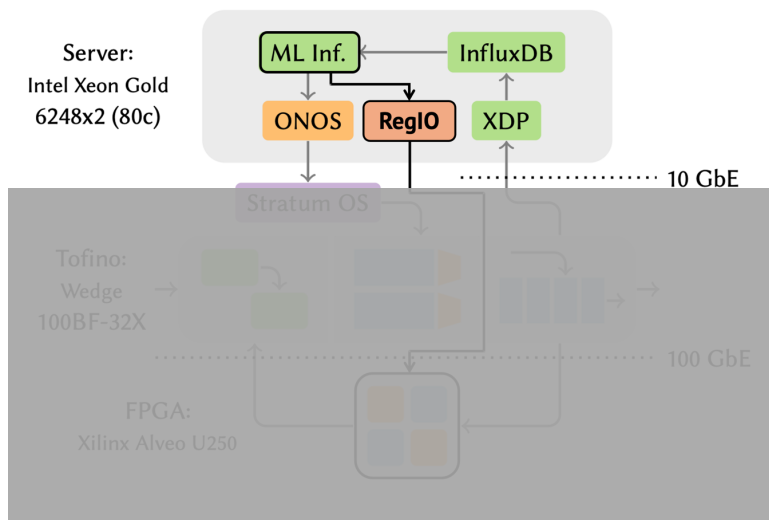 Server:
Intel Xeon Gold
6248x2 (80c)
ML Inf.
InfluxDB
ONOS
RegIO
XDP
10 GbE
Stratum OS
Tofino:
Wedge
100BF-32X
100 GbE
FPGA:
Xilinx Alveo U250